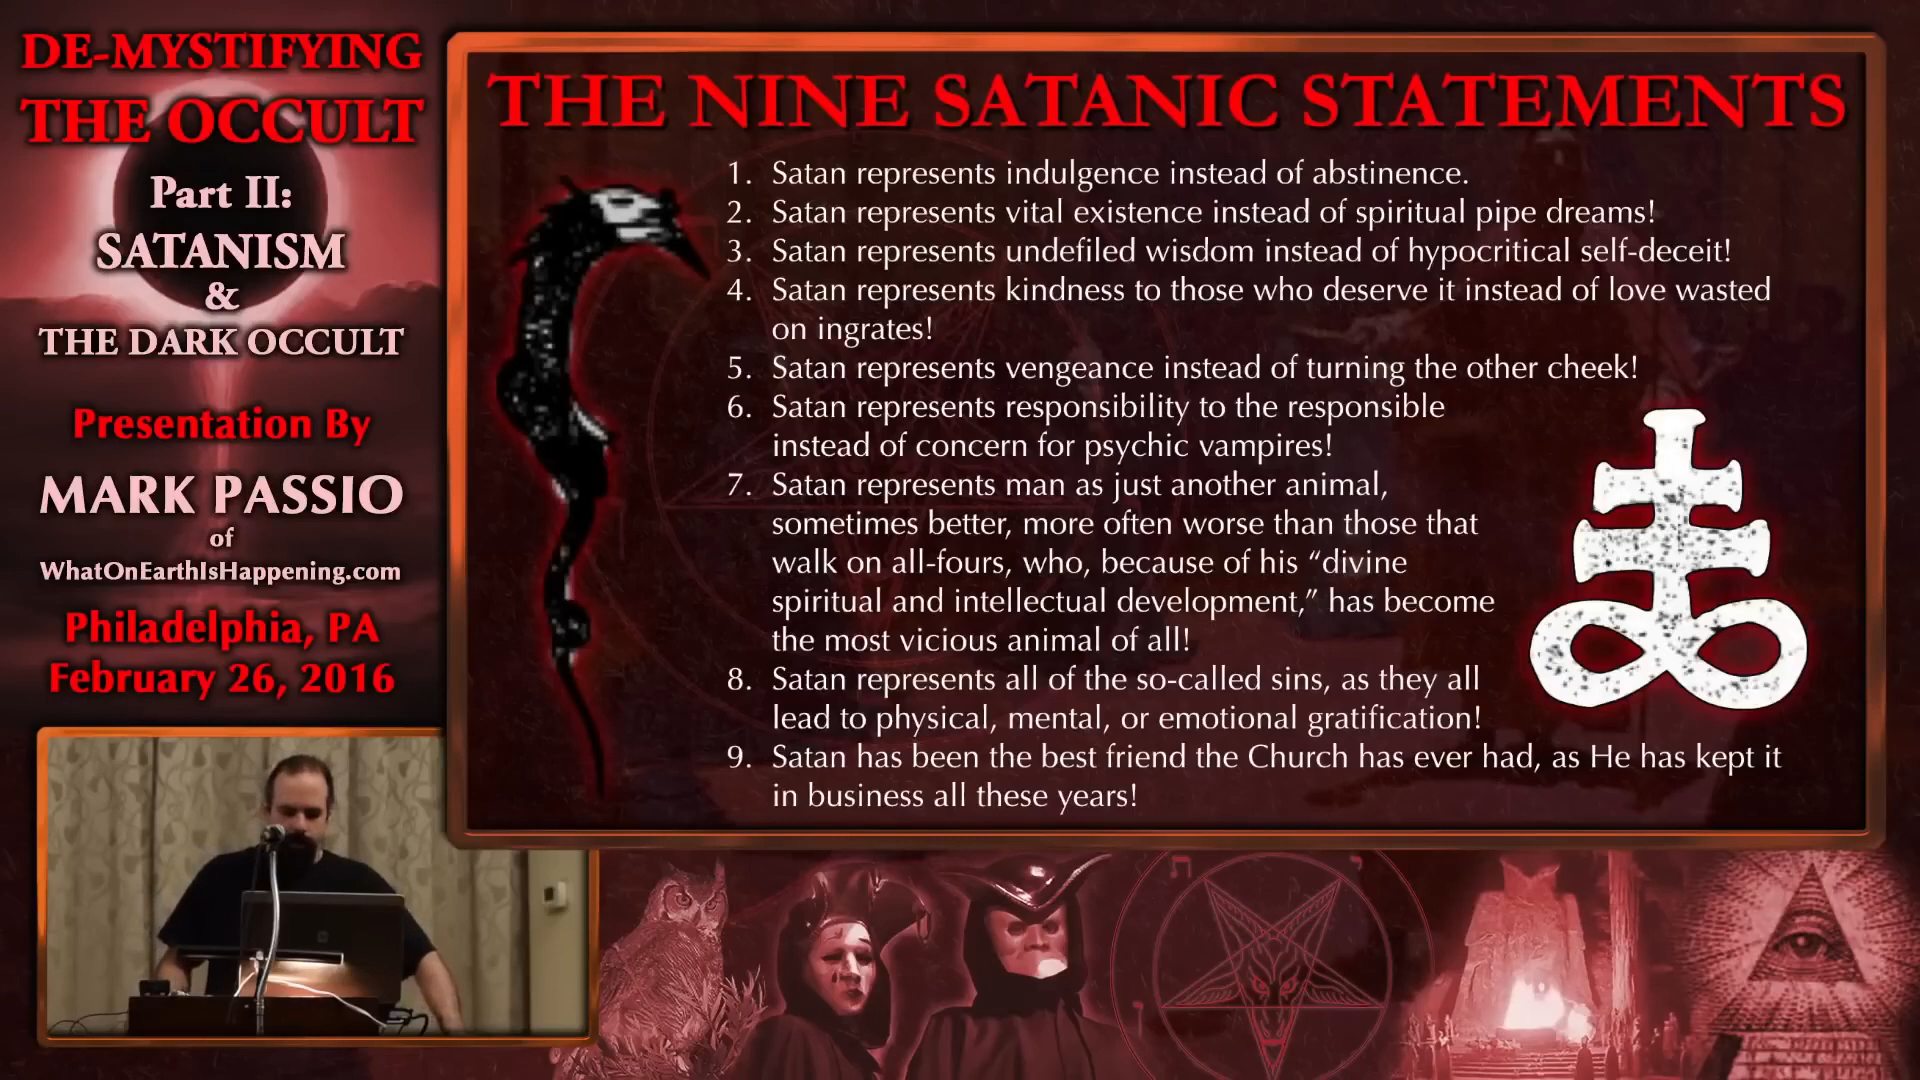 DE-MYSTIFYING
THE OCCULT
Part II:
SATANISM
&
THE DARK OCCULT
Presentation By
MARK PASSIO
of
WhatOnEarthIsHappening.com
Philadelphia, PA
February 26, 2016
THE NINE SATANIC STATEMENTS
1. Satan represents indulgence instead of abstinence.
2. Satan represents vital existence instead of spiritual pipe dreams!
3. Satan represents undefiled wisdom instead of hypocritical self-deceit!
4. Satan represents kindness to those who deserve it instead of love wasted
on ingrates!
5. Satan represents vengeance instead of turning the other cheek!
6. Satan represents responsibility to the responsible
instead of concern for psychic vampires!
7. Satan represents man as just another animal,
sometimes better, more often worse than those that
walk on all-fours, who, because of his “divine
spiritual and intellectual development,” has become
the most vicious animal of all!
8. Satan represents all of the so-called sins, as they all
lead to physical, mental, or emotional gratification!
9. Satan has been the best friend the Church has ever had, as He has kept it
in business all these years!